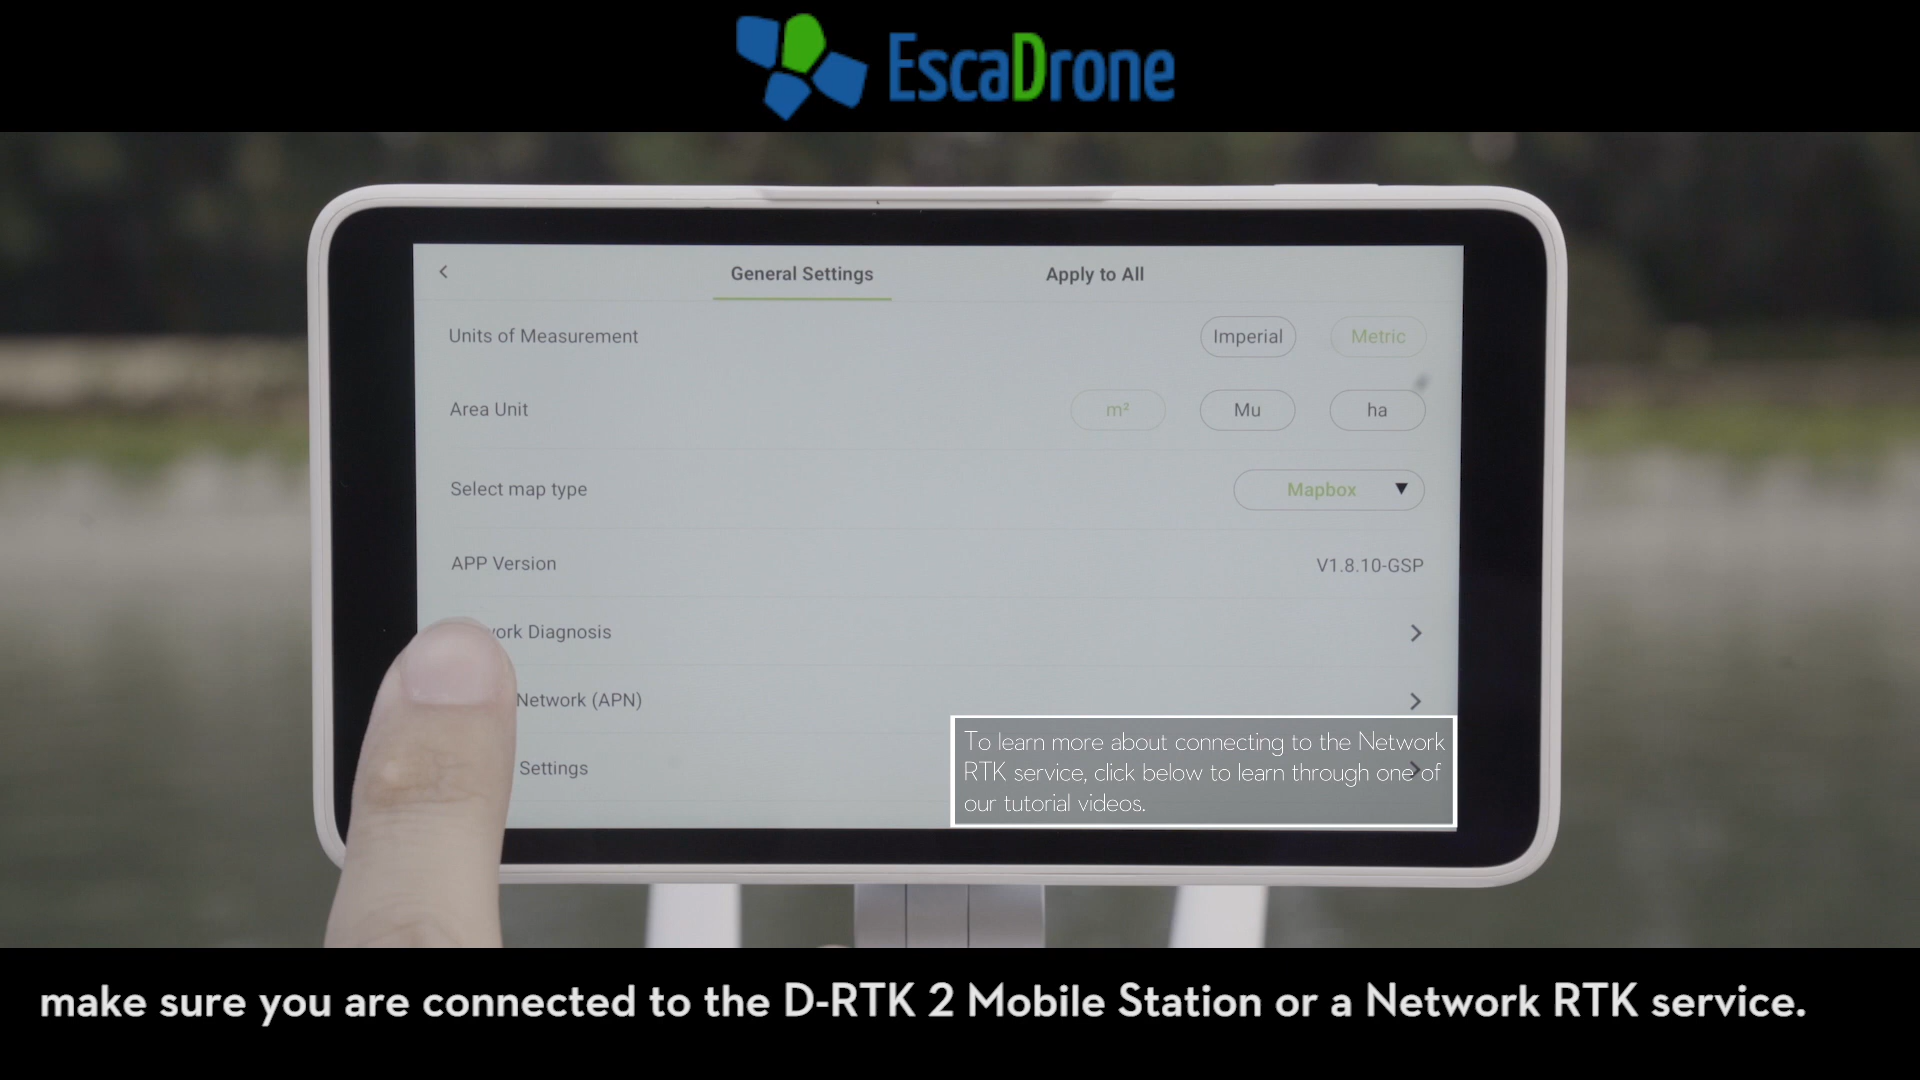 EscaDrone
General Settings
Apply to All
Units of Measurement
Imperial
Metric
Area Unit
m²
Mu
ha
Select map type
Mapbox
APP Version
V1.8.10-GSP
Diagnosis
Network (APN)
Settings
To learn more about connecting to the Network
RTK service, click below to learn through one of
our tutorial videos.
make sure you are connected to the D-RTK 2 Mobile Station or a Network RTK service.